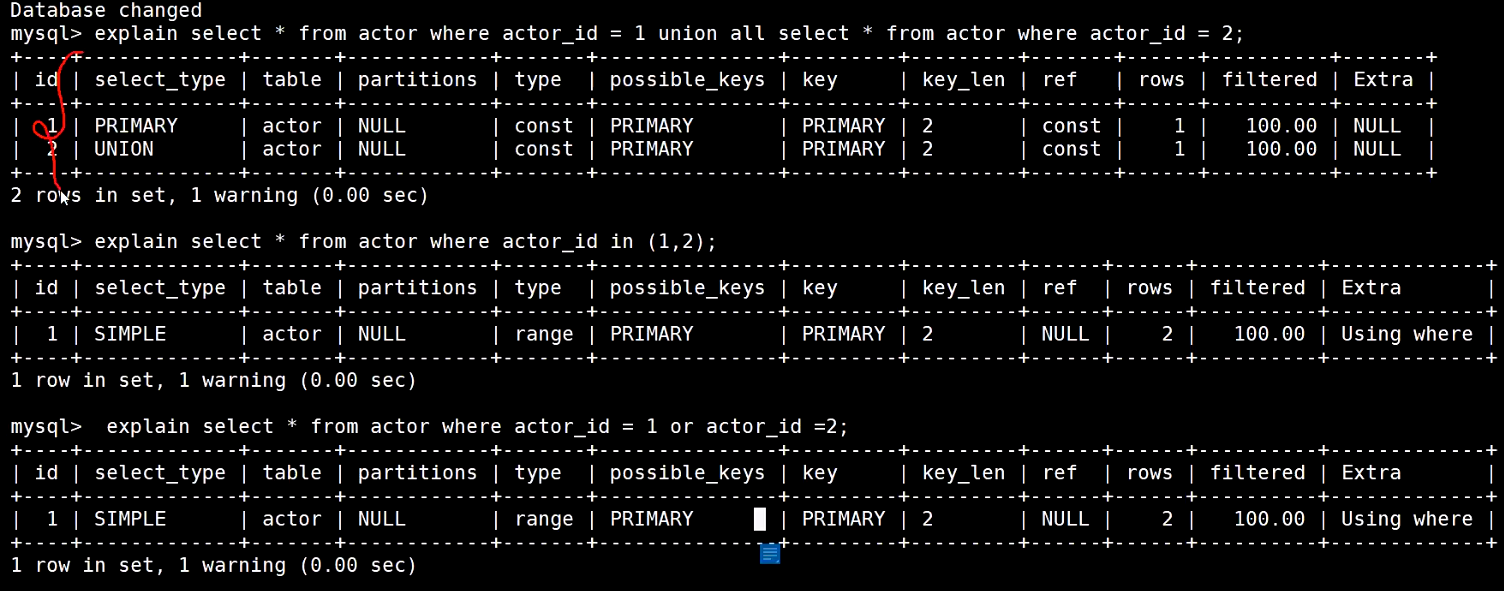 Database changed
mysql> explain select * from actor where actor_id = 1 union all select * from actor where actor_id = 2;
+----+-------------+-------+------------+-------+---------------+---------+---------+-------+------+----------+-------+
| id | select_type | table | partitions | type  | possible_keys | key     | key_len | ref   | rows | filtered | Extra |
+----+-------------+-------+------------+-------+---------------+---------+---------+-------+------+----------+-------+
|  1 | PRIMARY     | actor | NULL       | const | PRIMARY       | PRIMARY | 2       | const |    1 |   100.00 | NULL  |
|  2 | UNION       | actor | NULL       | const | PRIMARY       | PRIMARY | 2       | const |    1 |   100.00 | NULL  |
+----+-------------+-------+------------+-------+---------------+---------+---------+-------+------+----------+-------+
2 rows in set, 1 warning (0.00 sec)
mysql> explain select * from actor where actor_id in (1,2);
+----+-------------+-------+------------+-------+---------------+---------+---------+------+------+----------+-------------+
| id | select_type | table | partitions | type  | possible_keys | key     | key_len | ref  | rows | filtered | Extra       |
+----+-------------+-------+------------+-------+---------------+---------+---------+------+------+----------+-------------+
|  1 | SIMPLE      | actor | NULL       | range | PRIMARY       | PRIMARY | 2       | NULL |    2 |   100.00 | Using where |
+----+-------------+-------+------------+-------+---------------+---------+---------+------+------+----------+-------------+
1 row in set, 1 warning (0.00 sec)
mysql>  explain select * from actor where actor_id = 1 or actor_id =2;
+----+-------------+-------+------------+-------+---------------+---------+---------+------+------+----------+-------------+
| id | select_type | table | partitions | type  | possible_keys | key     | key_len | ref  | rows | filtered | Extra       |
+----+-------------+-------+------------+-------+---------------+---------+---------+------+------+----------+-------------+
|  1 | SIMPLE      | actor | NULL       | range | PRIMARY       | PRIMARY | 2       | NULL |    2 |   100.00 | Using where |
+----+-------------+-------+------------+-------+---------------+---------+---------+------+------+----------+-------------+
1 row in set, 1 warning (0.00 sec)